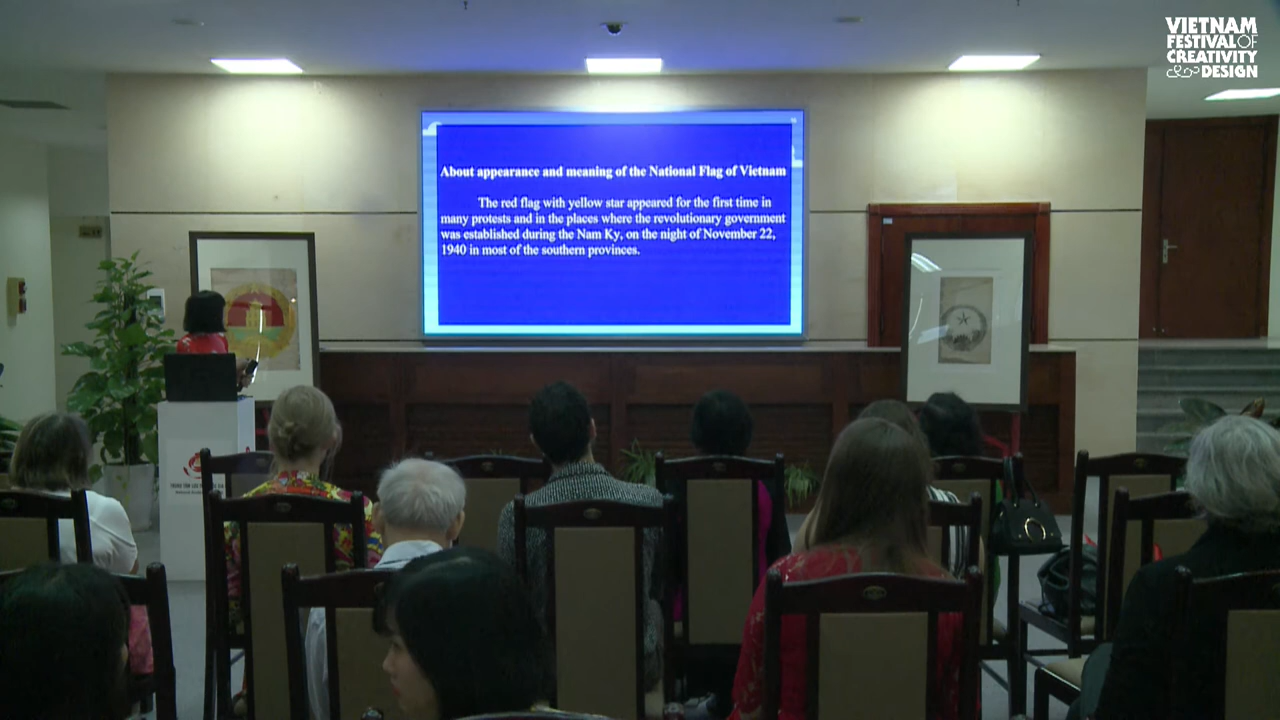 VIETNAM
FESTIVAL OF
CREATIVITY
& DESIGN
About appearance and meaning of the National Flag of Vietnam
The red flag with yellow star appeared for the first time in
many protests and in the places where the revolutionary government
was established during the Nam Ky, on the night of November 22,
1940 in most of the southern provinces.